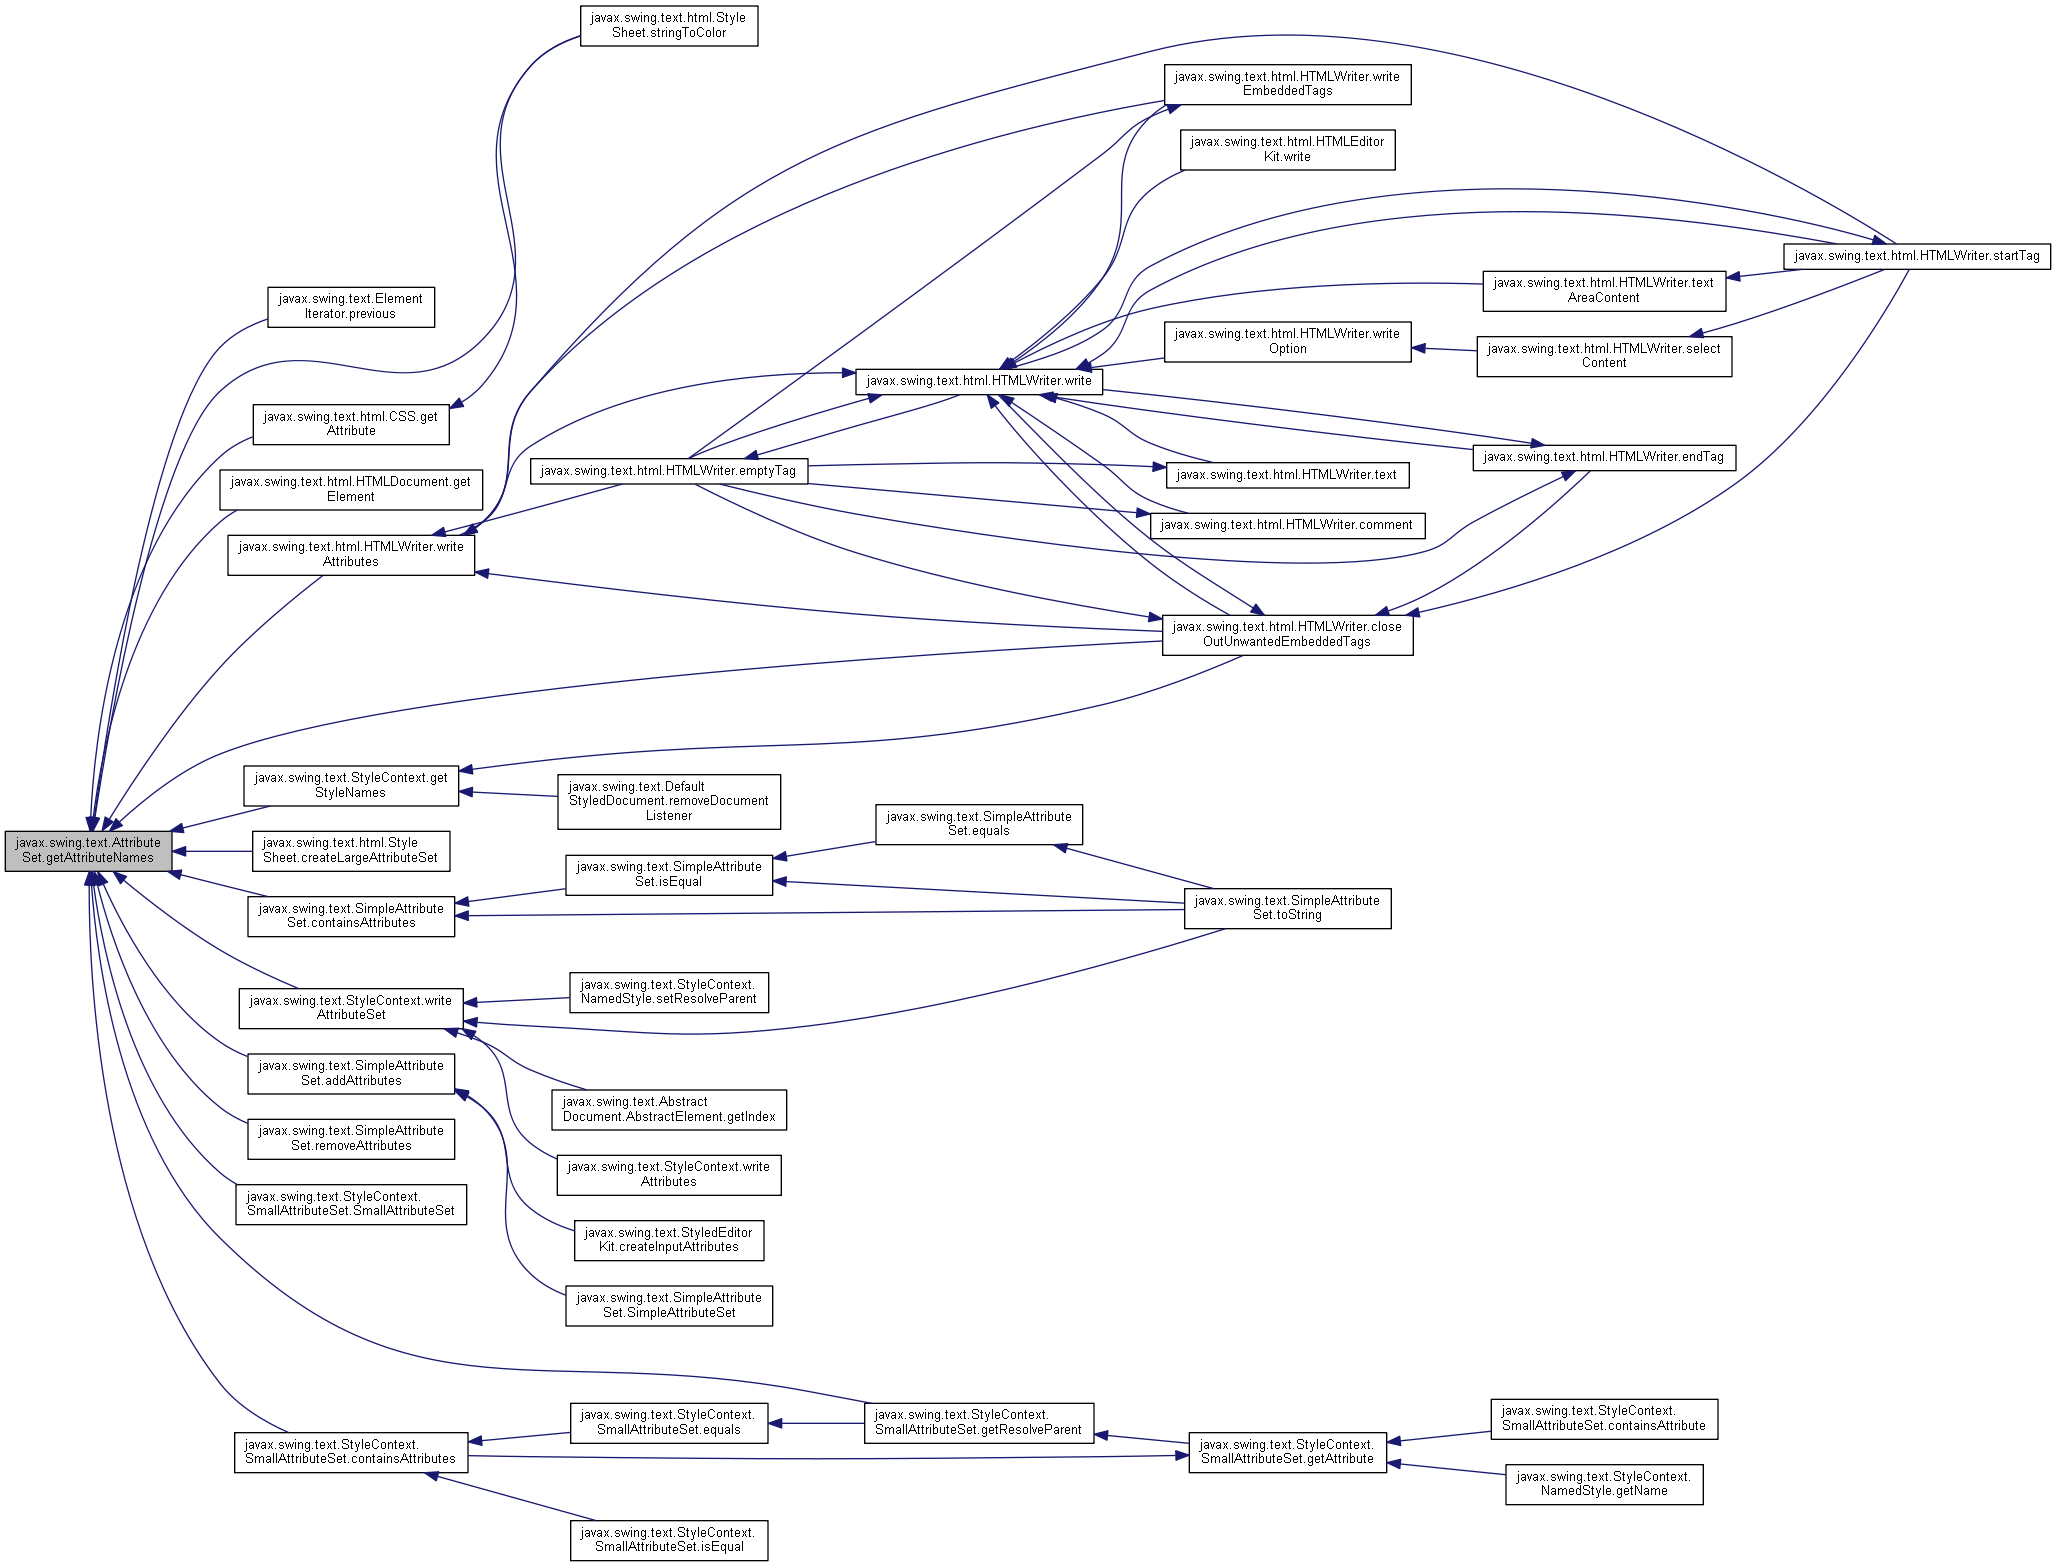 javax.swing.text.html.Style
Sheet.stringToColor
javax.swing.text.html.HTMLWriter.write
EmbeddedTags
javax.swing.text.html.HTMLEditor
Kit.write
javax.swing.text.html.HTMLWriter.startTag
javax.swing.text.html.HTMLWriter.text
AreaContent
javax.swing.text.Element
Iterator.previous
javax.swing.text.html.HTMLWriter.write
Option
javax.swing.text.html.HTMLWriter.select
Content
javax.swing.text.html.HTMLWriter.write
javax.swing.text.html.CSS.get
Attribute
javax.swing.text.html.HTMLWriter.endTag
javax.swing.text.html.HTMLWriter.emptyTag
javax.swing.text.html.HTMLWriter.text
javax.swing.text.html.HTMLDocument.get
Element
javax.swing.text.html.HTMLWriter.comment
javax.swing.text.html.HTMLWriter.write
Attributes
javax.swing.text.html.HTMLWriter.close
OutUnwantedEmbeddedTags
javax.swing.text.StyleContext.get
StyleNames
javax.swing.text.Default
StyledDocument.removeDocument
Listener
javax.swing.text.SimpleAttribute
Set.equals
javax.swing.text.Attribute
Set.getAttributeNames
javax.swing.text.html.Style
Sheet.createLargeAttributeSet
javax.swing.text.SimpleAttribute
Set.isEqual
javax.swing.text.SimpleAttribute
Set.toString
javax.swing.text.SimpleAttribute
Set.containsAttributes
javax.swing.text.StyleContext.
NamedStyle.setResolveParent
javax.swing.text.StyleContext.write
AttributeSet
javax.swing.text.SimpleAttribute
Set.addAttributes
javax.swing.text.Abstract
Document.AbstractElement.getIndex
javax.swing.text.SimpleAttribute
Set.removeAttributes
javax.swing.text.StyleContext.write
Attributes
javax.swing.text.StyleContext.
SmallAttributeSet.SmallAttributeSet
javax.swing.text.StyledEditor
Kit.createInputAttributes
javax.swing.text.SimpleAttribute
Set.SimpleAttributeSet
javax.swing.text.StyleContext.
SmallAttributeSet.equals
javax.swing.text.StyleContext.
SmallAttributeSet.getResolveParent
javax.swing.text.StyleContext.
SmallAttributeSet.containsAttribute
javax.swing.text.StyleContext.
SmallAttributeSet.containsAttributes
javax.swing.text.StyleContext.
SmallAttributeSet.getAttribute
javax.swing.text.StyleContext.
NamedStyle.getName
javax.swing.text.StyleContext.
SmallAttributeSet.isEqual